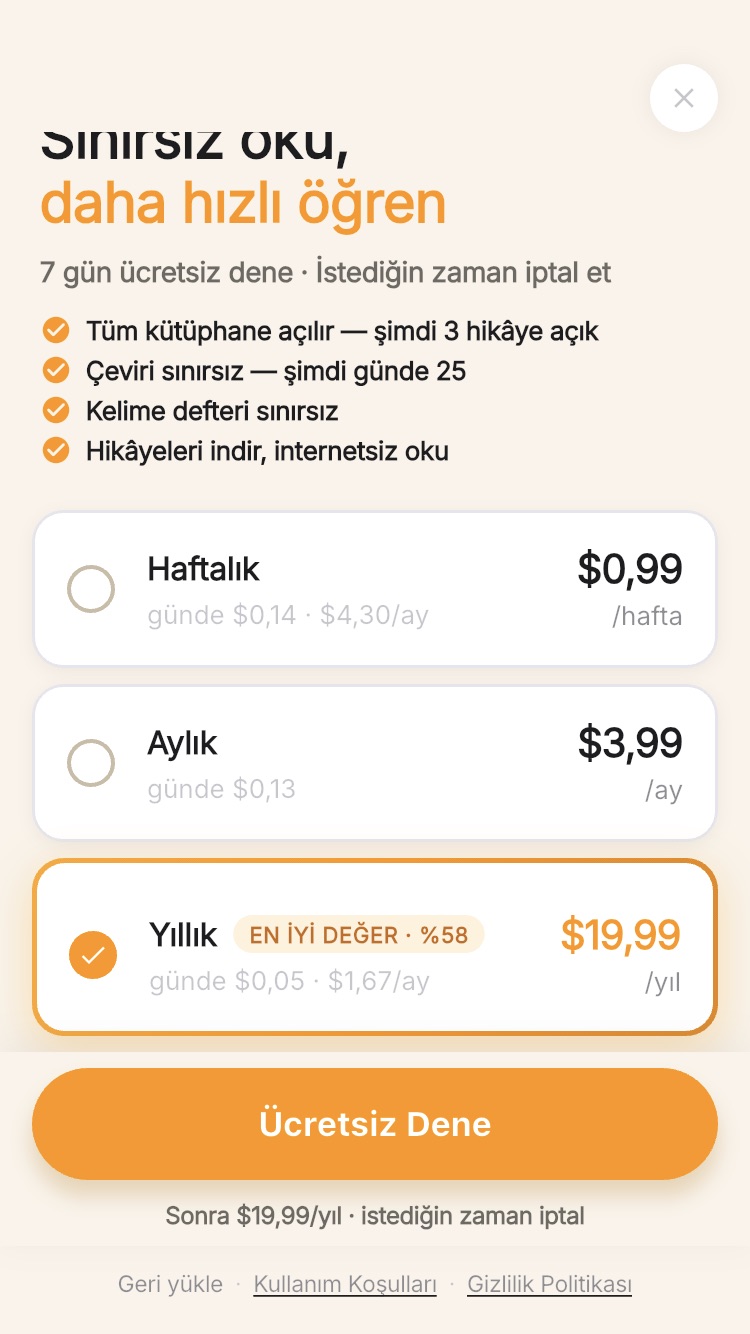 Sınırsız oku,
daha hızlı öğren
7 gün ücretsiz dene · İstediğin zaman iptal et
Tüm kütüphane açılır — şimdi 3 hikâye açık
Çeviri sınırsız — şimdi günde 25
Kelime defteri sınırsız
Hikâyeleri indir, internetsiz oku
Haftalık $0,99
günde $0,14 · $4,30/ay /hafta
Aylık $3,99
günde $0,13 /ay
Yıllık EN İYİ DEĞER · %58 $19,99
günde $0,05 · $1,67/ay /yıl
Ücretsiz Dene
Sonra $19,99/yıl · istediğin zaman iptal
Geri yükle · Kullanım Koşulları · Gizlilik Politikası